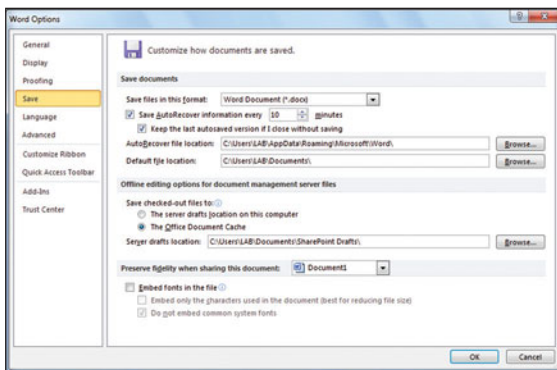 Word Options
General
Display
Proofing
Save
Language
Advanced
Customize Ribbon
Quick Access Toolbar
Add-Ins
Trust Center
Customize how documents are saved.
Save documents
Save files in this format: Word Document (*.docx)
Save AutoRecover information every 10 minutes
Keep the last autosaved version if I close without saving
AutoRecover file location: C:\Users\LAB\AppData\Roaming\Microsoft\Word\ Browse...
Default file location: C:\Users\LAB\Documents\ Browse...
Offline editing options for document management server files
Save checked-out files to:
The server drafts location on this computer
The Office Document Cache
Server drafts location: C:\Users\LAB\Documents\SharePoint Drafts\ Browse...
Preserve fidelity when sharing this document: Document1
Embed fonts in the file
Embed only the characters used in the document (best for reducing file size)
Do not embed common system fonts
OK Cancel